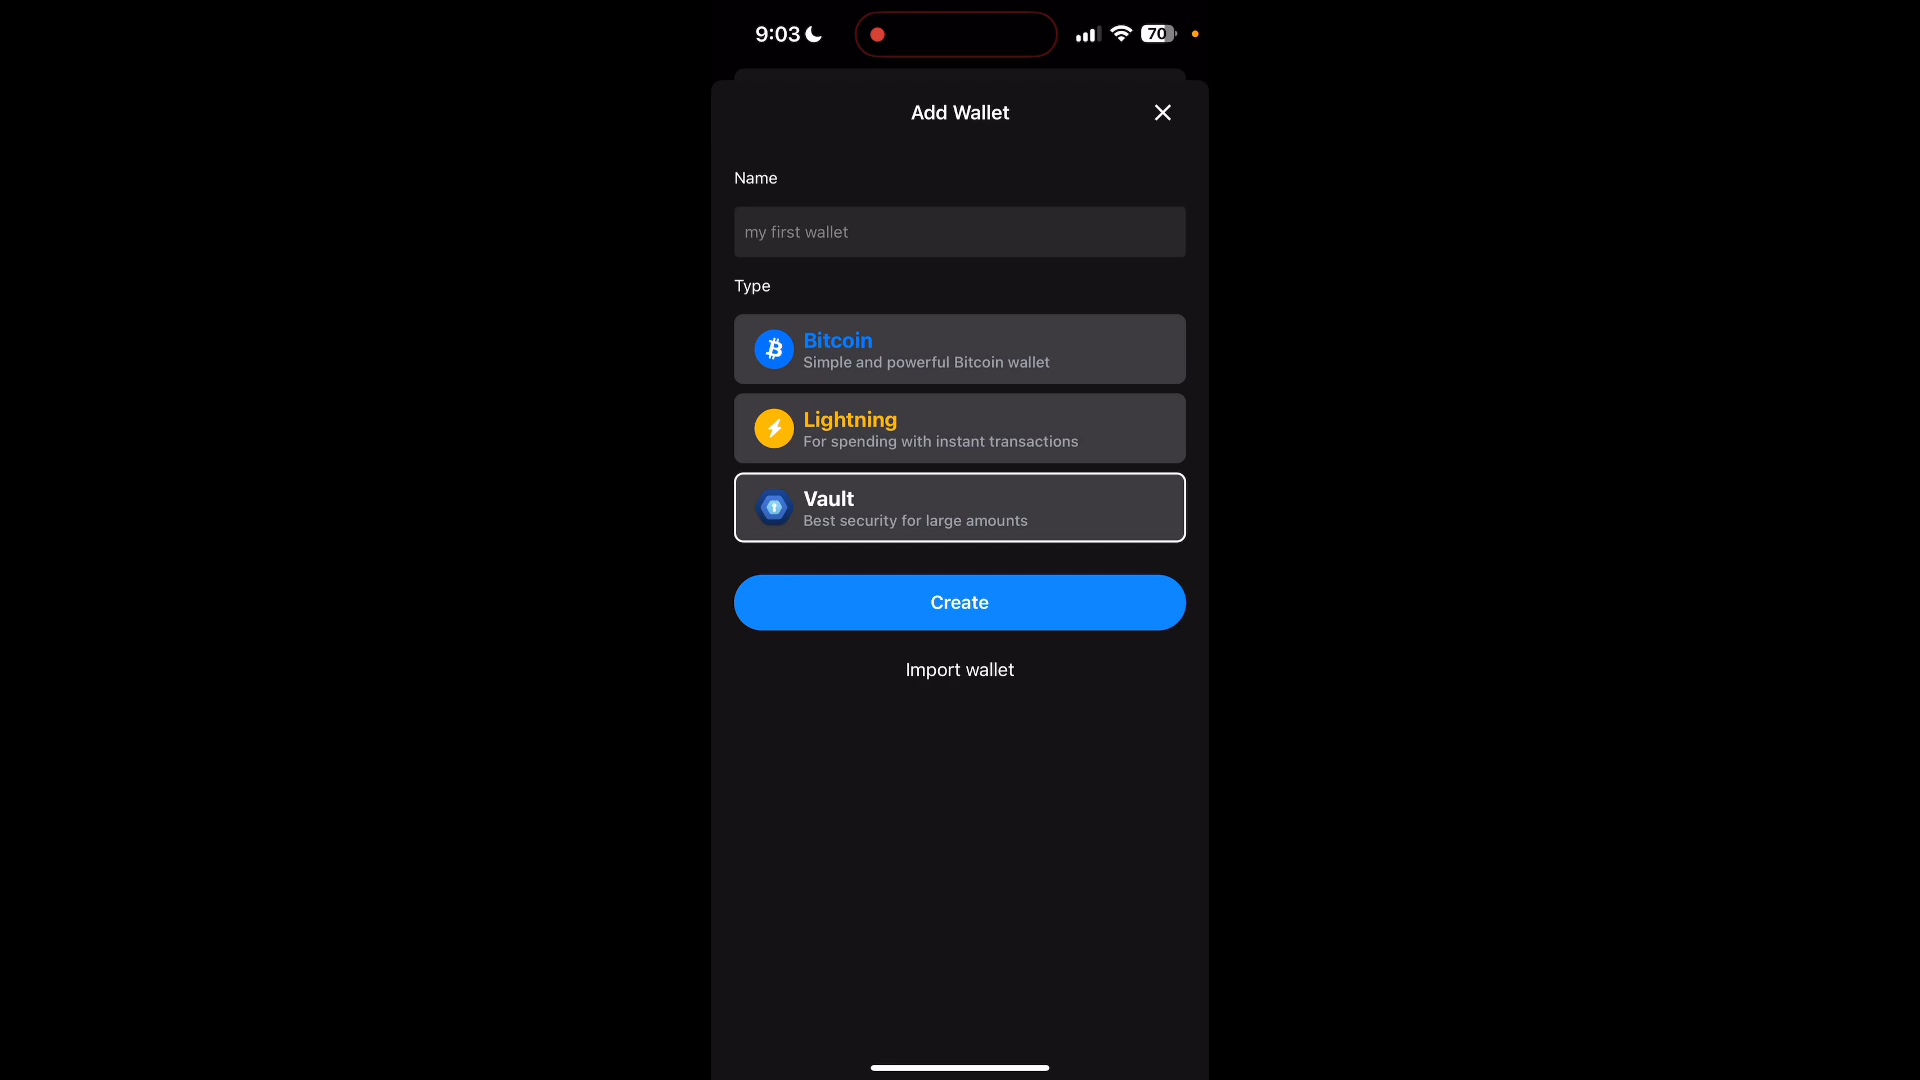 9:03
70
Add Wallet
Name
my first wallet
Type
Bitcoin
Simple and powerful Bitcoin wallet
Lightning
For spending with instant transactions
Vault
Best security for large amounts
Create
Import wallet